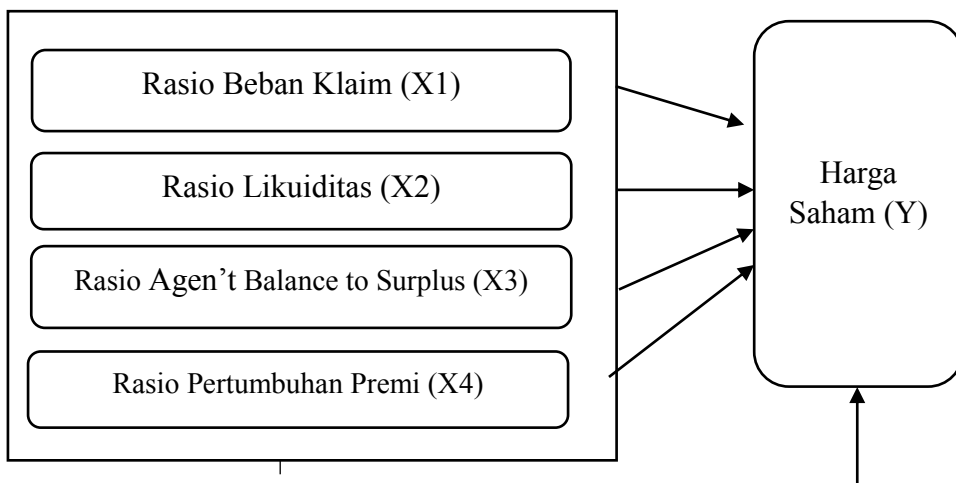 Rasio Beban Klaim (X1)
Rasio Likuiditas (X2)
Rasio Agen’t Balance to Surplus (X3)
Rasio Pertumbuhan Premi (X4)
Harga
Saham (Y)